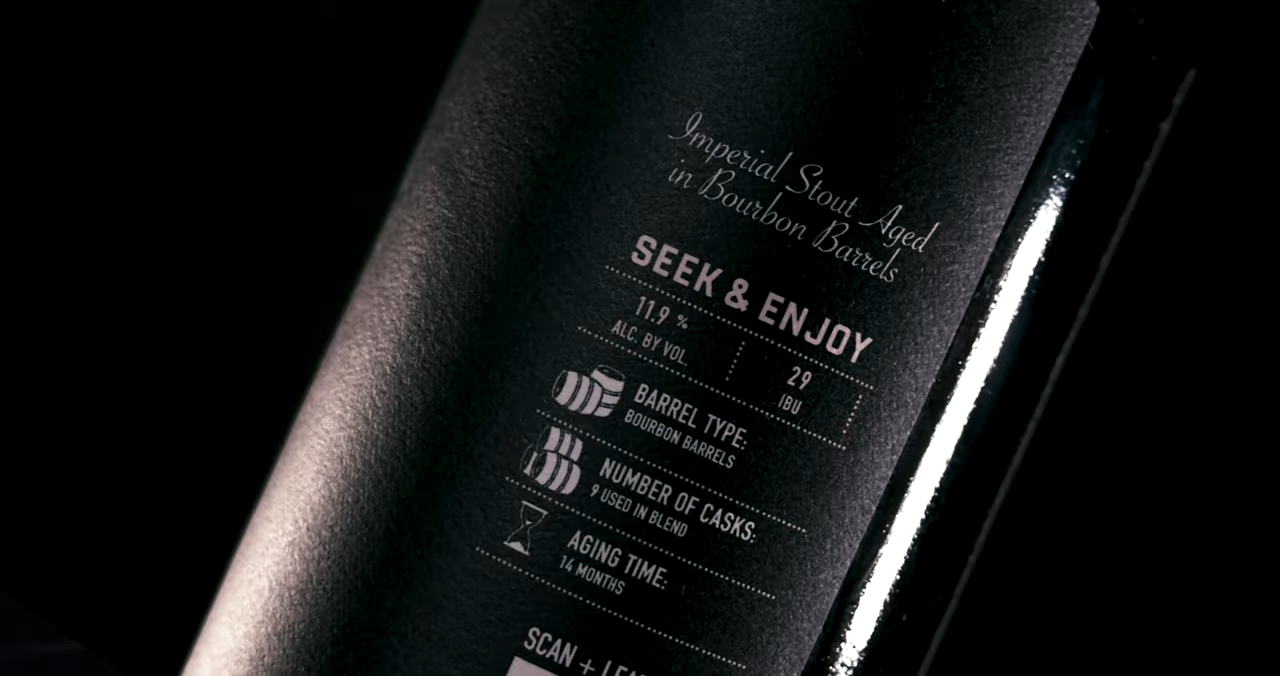 Imperial Stout Aged
in Bourbon Barrels
SEEK & ENJOY
11.9 %
ALC. BY VOL.
29
IBU
BARREL TYPE:
BOURBON BARRELS
NUMBER OF CASKS:
9 USED IN BLEND
AGING TIME:
14 MONTHS
SCAN +